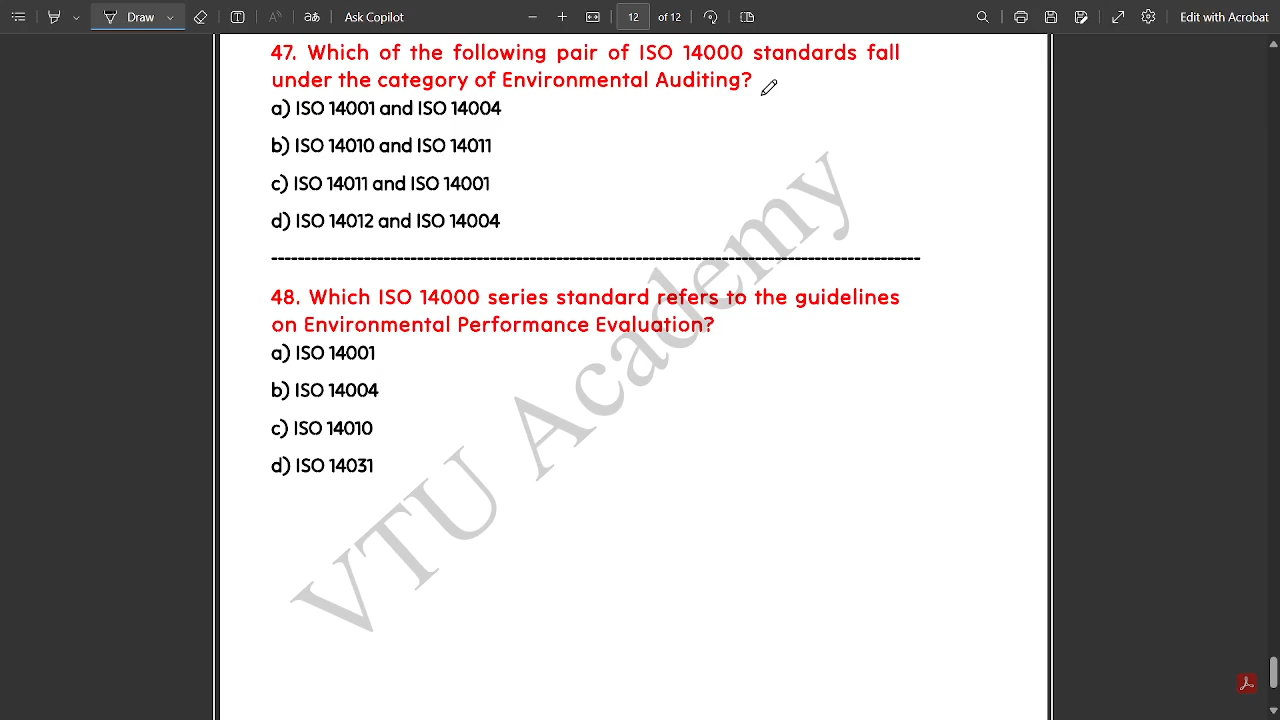 Draw
Ask Copilot
12
of 12
Edit with Acrobat
47. Which of the following pair of ISO 14000 standards fall
under the category of Environmental Auditing?
a) ISO 14001 and ISO 14004
b) ISO 14010 and ISO 14011
c) ISO 14011 and ISO 14001
d) ISO 14012 and ISO 14004
48. Which ISO 14000 series standard refers to the guidelines
on Environmental Performance Evaluation?
a) ISO 14001
b) ISO 14004
c) ISO 14010
d) ISO 14031
VTU Academy